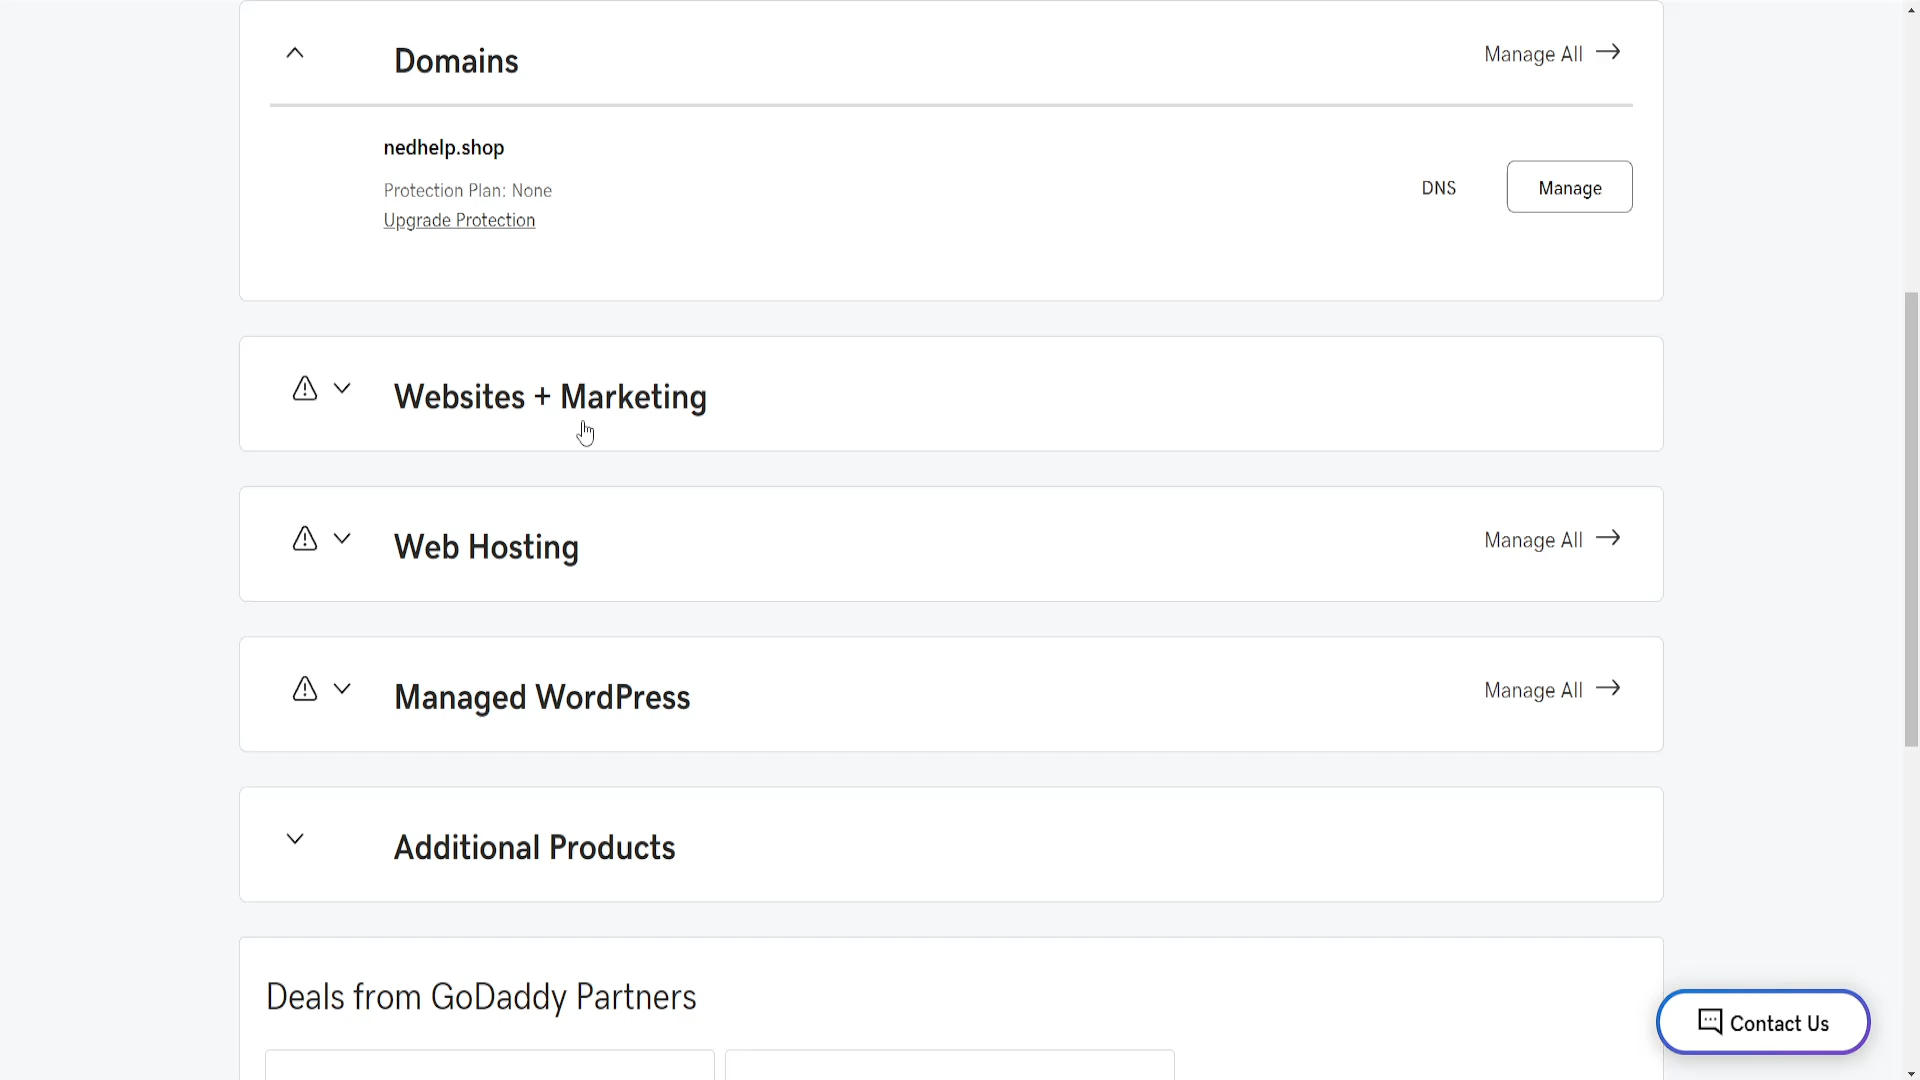 Domains
Manage All
nedhelp.shop
Protection Plan: None
Upgrade Protection
DNS
Manage
Websites + Marketing
Web Hosting
Manage All
Managed WordPress
Manage All
Additional Products
Deals from GoDaddy Partners
Contact Us